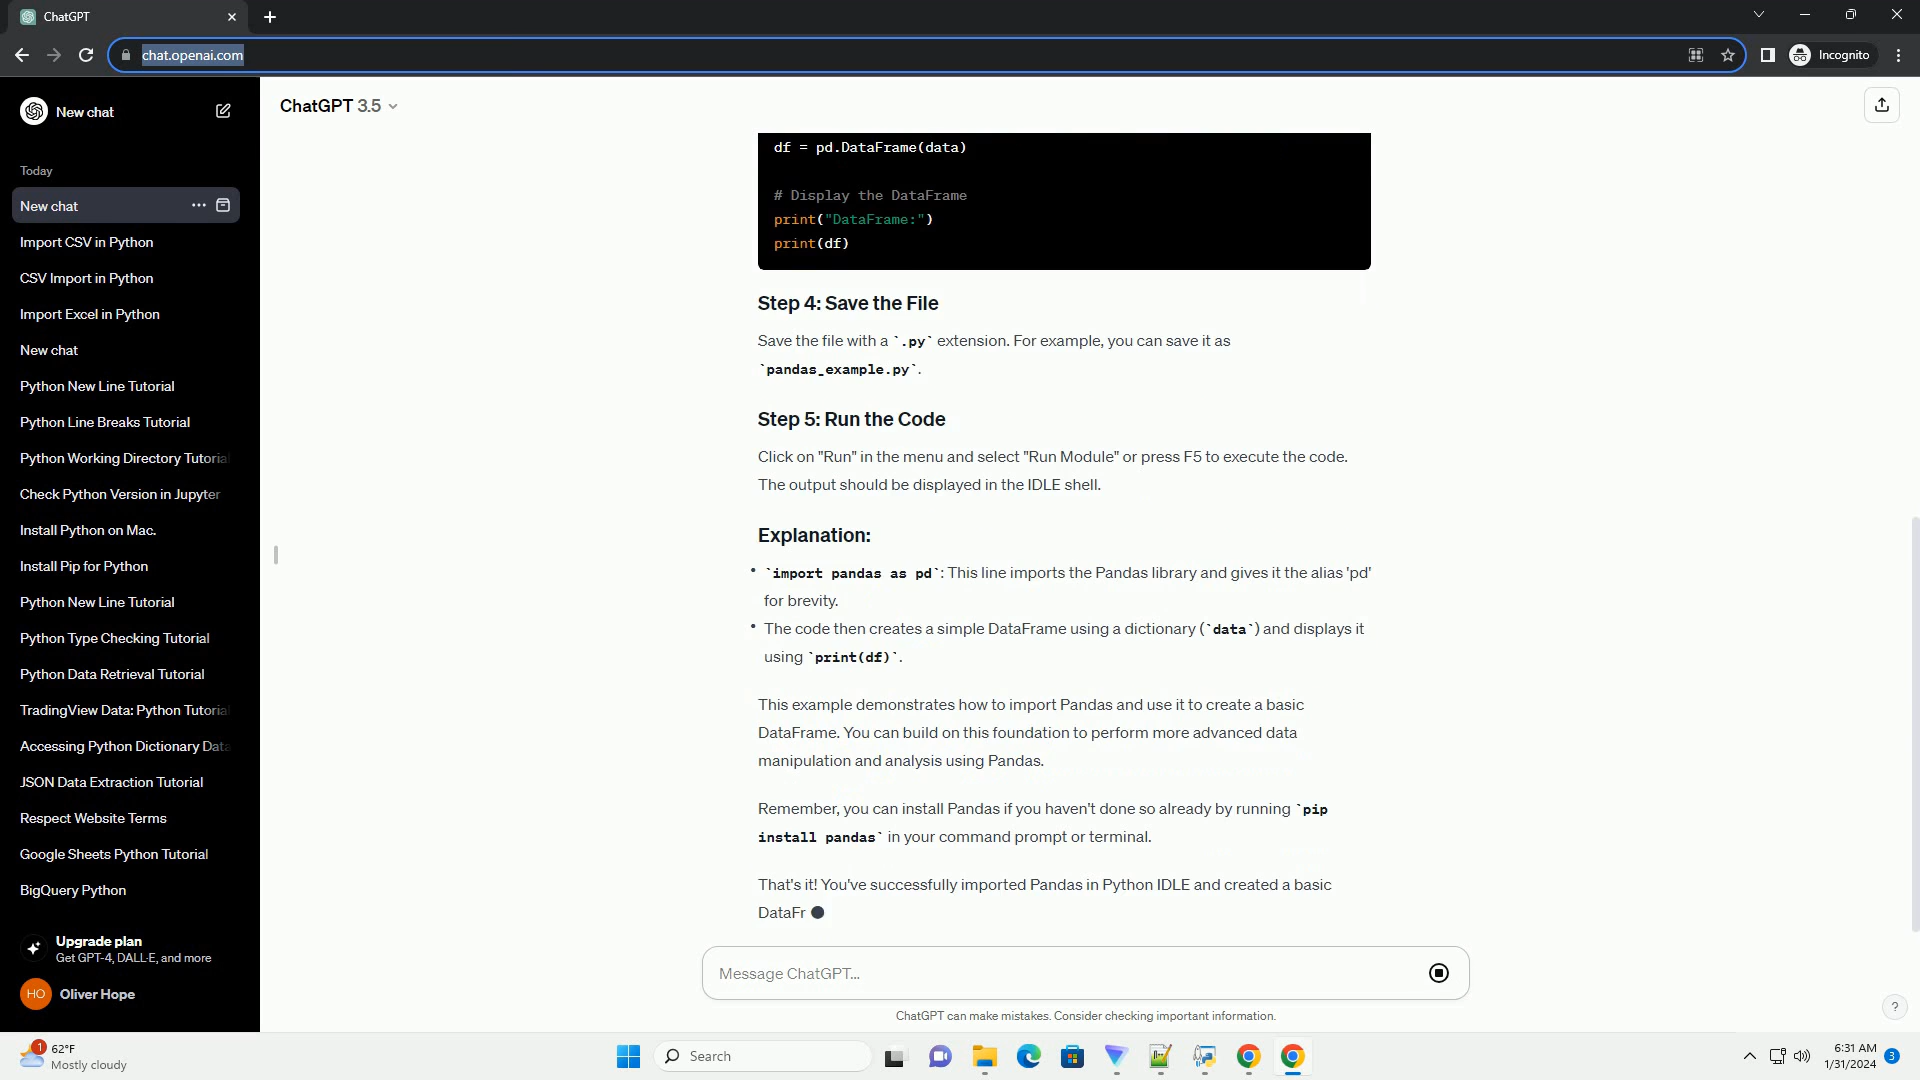 ChatGPT
chat.openai.com
Incognito
New chat
ChatGPT 3.5
Today
New chat
Import CSV in Python
CSV Import in Python
Import Excel in Python
New chat
Python New Line Tutorial
Python Line Breaks Tutorial
Python Working Directory Tutorial
Check Python Version in Jupyter
Install Python on Mac.
Install Pip for Python
Python New Line Tutorial
Python Type Checking Tutorial
Python Data Retrieval Tutorial
TradingView Data: Python Tutorial
Accessing Python Dictionary Data
JSON Data Extraction Tutorial
Respect Website Terms
Google Sheets Python Tutorial
BigQuery Python
Upgrade plan
Get GPT-4, DALL·E, and more
HO Oliver Hope
df = pd.DataFrame(data)
# Display the DataFrame
print("DataFrame:")
print(df)
Step 4: Save the File
Save the file with a `.py` extension. For example, you can save it as
`pandas_example.py`.
Step 5: Run the Code
Click on "Run" in the menu and select "Run Module" or press F5 to execute the code.
The output should be displayed in the IDLE shell.
Explanation:
• `import pandas as pd`: This line imports the Pandas library and gives it the alias 'pd'
for brevity.
• The code then creates a simple DataFrame using a dictionary (`data`) and displays it
using `print(df)`.
This example demonstrates how to import Pandas and use it to create a basic
DataFrame. You can build on this foundation to perform more advanced data
manipulation and analysis using Pandas.
Remember, you can install Pandas if you haven't done so already by running `pip
install pandas` in your command prompt or terminal.
That's it! You've successfully imported Pandas in Python IDLE and created a basic
DataFr
Message ChatGPT...
ChatGPT can make mistakes. Consider checking important information.
?
1
62°F
Mostly cloudy
Search
6:31 AM
1/31/2024
3